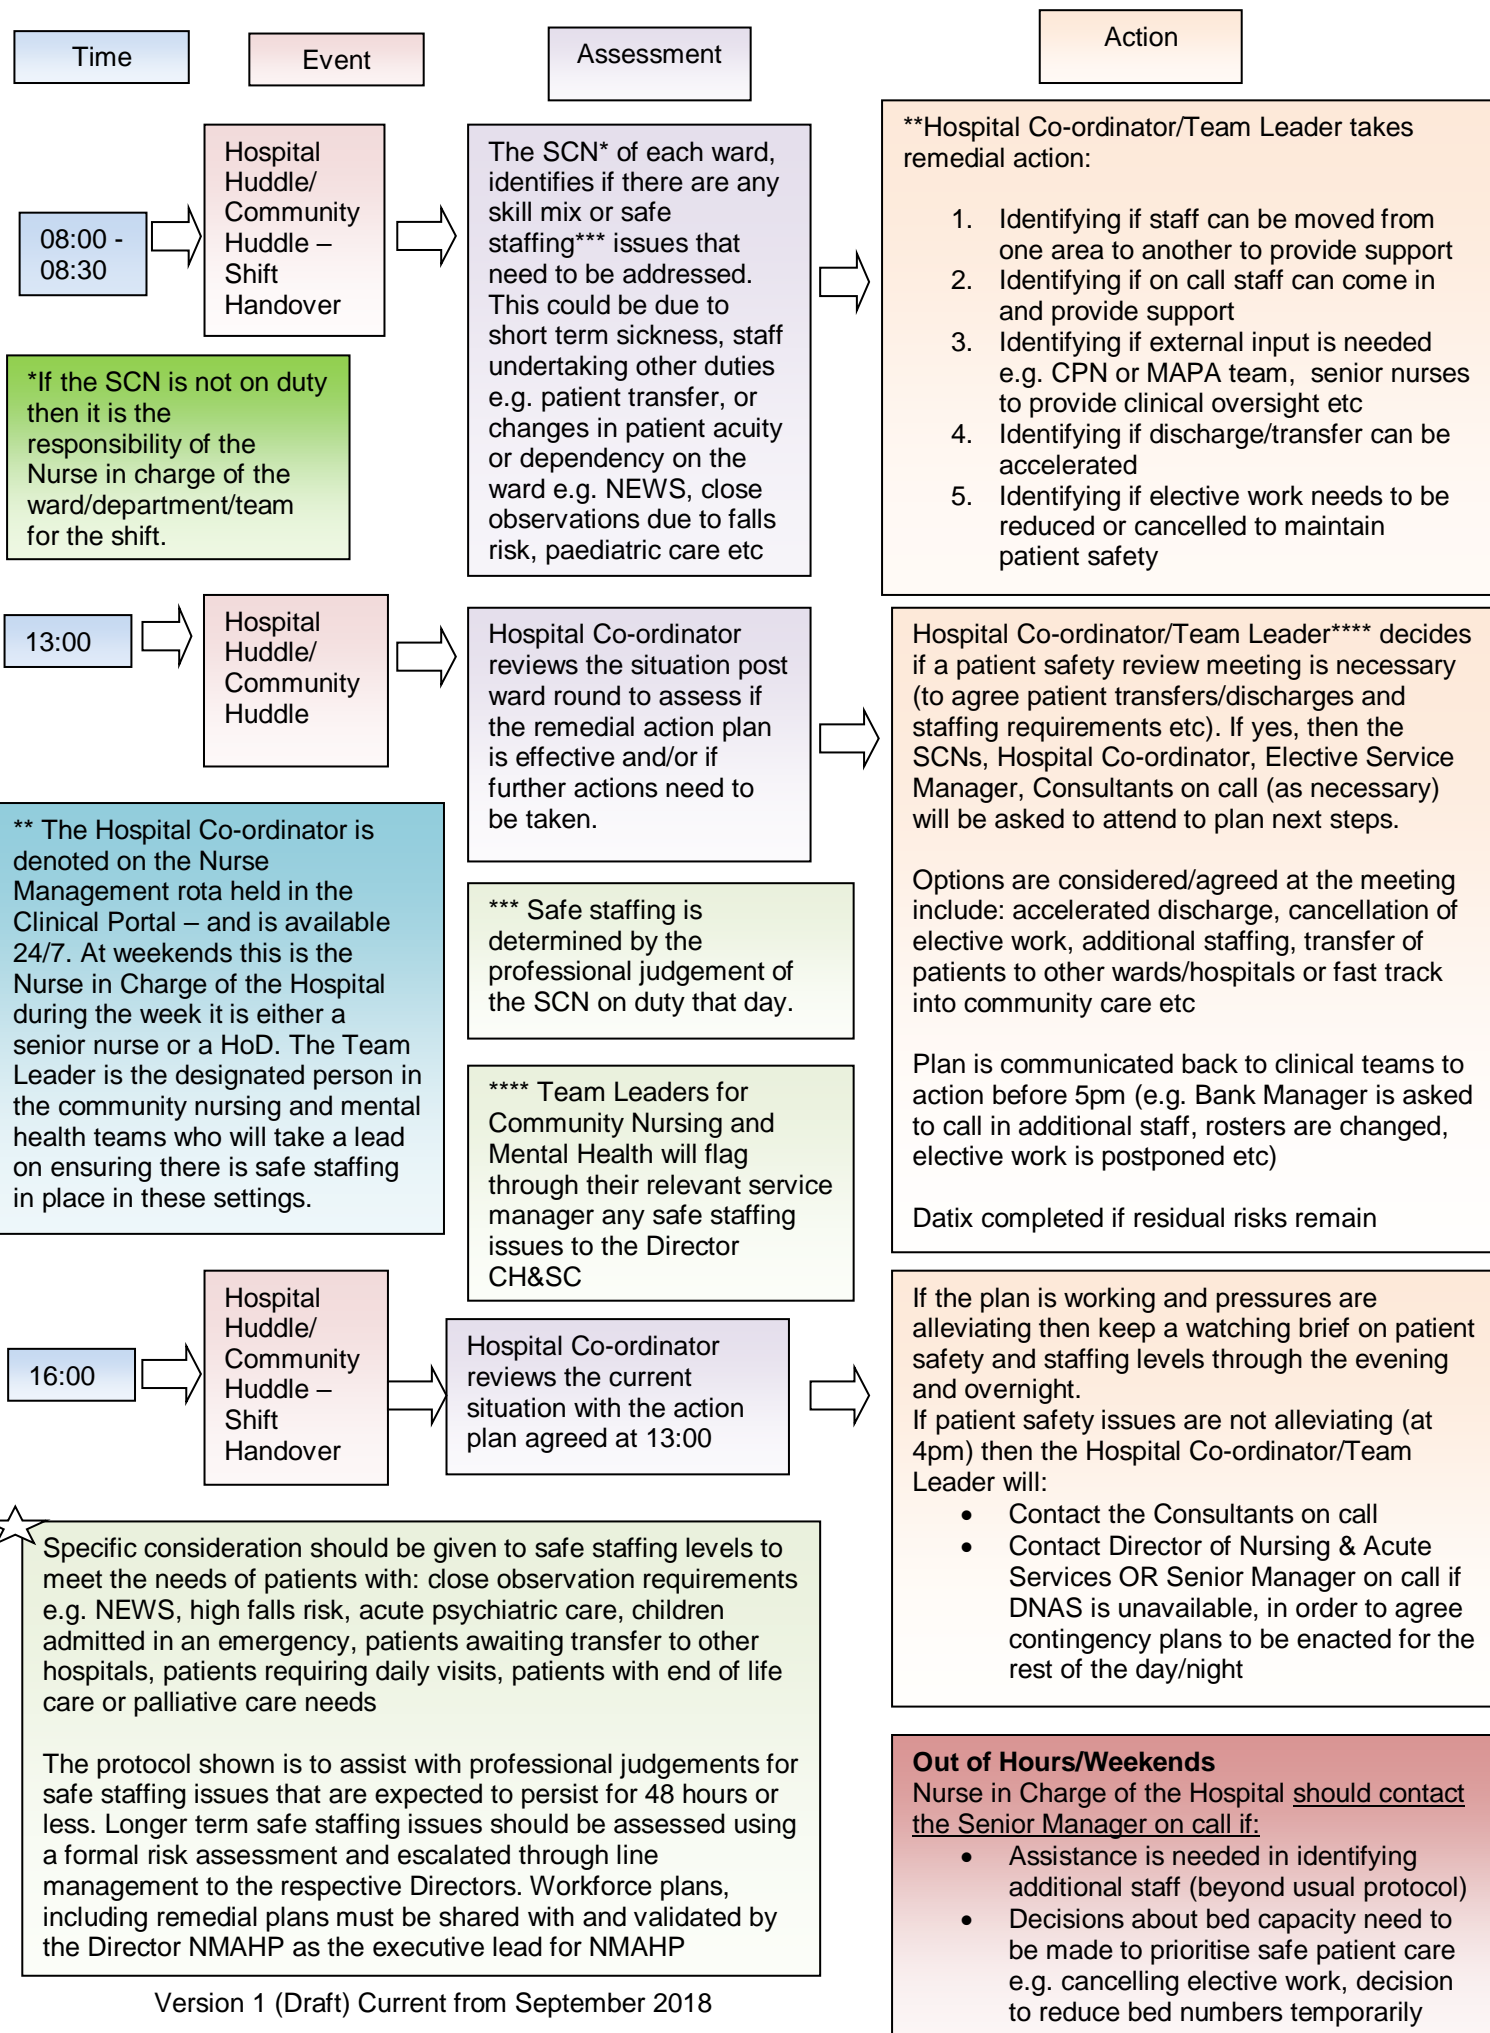 Time
Event
Assessment
Action
08:00 -
08:30
Hospital
Huddle/
Community
Huddle –
Shift
Handover
The SCN* of each ward,
identifies if there are any
skill mix or safe
staffing*** issues that
need to be addressed.
This could be due to
short term sickness, staff
undertaking other duties
e.g. patient transfer, or
changes in patient acuity
or dependency on the
ward e.g. NEWS, close
observations due to falls
risk, paediatric care etc
**Hospital Co-ordinator/Team Leader takes
remedial action:
1. Identifying if staff can be moved from
one area to another to provide support
2. Identifying if on call staff can come in
and provide support
3. Identifying if external input is needed
e.g. CPN or MAPA team, senior nurses
to provide clinical oversight etc
4. Identifying if discharge/transfer can be
accelerated
5. Identifying if elective work needs to be
reduced or cancelled to maintain
patient safety
*If the SCN is not on duty
then it is the
responsibility of the
Nurse in charge of the
ward/department/team
for the shift.
13:00
Hospital
Huddle/
Community
Huddle
Hospital Co-ordinator
reviews the situation post
ward round to assess if
the remedial action plan
is effective and/or if
further actions need to
be taken.
Hospital Co-ordinator/Team Leader**** decides
if a patient safety review meeting is necessary
(to agree patient transfers/discharges and
staffing requirements etc). If yes, then the
SCNs, Hospital Co-ordinator, Elective Service
Manager, Consultants on call (as necessary)
will be asked to attend to plan next steps.
Options are considered/agreed at the meeting
include: accelerated discharge, cancellation of
elective work, additional staffing, transfer of
patients to other wards/hospitals or fast track
into community care etc
Plan is communicated back to clinical teams to
action before 5pm (e.g. Bank Manager is asked
to call in additional staff, rosters are changed,
elective work is postponed etc)
Datix completed if residual risks remain
** The Hospital Co-ordinator is
denoted on the Nurse
Management rota held in the
Clinical Portal – and is available
24/7. At weekends this is the
Nurse in Charge of the Hospital
during the week it is either a
senior nurse or a HoD. The Team
Leader is the designated person in
the community nursing and mental
health teams who will take a lead
on ensuring there is safe staffing
in place in these settings.
*** Safe staffing is
determined by the
professional judgement of
the SCN on duty that day.
**** Team Leaders for
Community Nursing and
Mental Health will flag
through their relevant service
manager any safe staffing
issues to the Director
CH&SC
16:00
Hospital
Huddle/
Community
Huddle –
Shift
Handover
Hospital Co-ordinator
reviews the current
situation with the action
plan agreed at 13:00
If the plan is working and pressures are
alleviating then keep a watching brief on patient
safety and staffing levels through the evening
and overnight.
If patient safety issues are not alleviating (at
4pm) then the Hospital Co-ordinator/Team
Leader will:
• Contact the Consultants on call
• Contact Director of Nursing & Acute
Services OR Senior Manager on call if
DNAS is unavailable, in order to agree
contingency plans to be enacted for the
rest of the day/night
Specific consideration should be given to safe staffing levels to
meet the needs of patients with: close observation requirements
e.g. NEWS, high falls risk, acute psychiatric care, children
admitted in an emergency, patients awaiting transfer to other
hospitals, patients requiring daily visits, patients with end of life
care or palliative care needs
The protocol shown is to assist with professional judgements for
safe staffing issues that are expected to persist for 48 hours or
less. Longer term safe staffing issues should be assessed using
a formal risk assessment and escalated through line
management to the respective Directors. Workforce plans,
including remedial plans must be shared with and validated by
the Director NMAHP as the executive lead for NMAHP
Out of Hours/Weekends
Nurse in Charge of the Hospital should contact
the Senior Manager on call if:
• Assistance is needed in identifying
additional staff (beyond usual protocol)
• Decisions about bed capacity need to
be made to prioritise safe patient care
e.g. cancelling elective work, decision
to reduce bed numbers temporarily
Version 1 (Draft) Current from September 2018